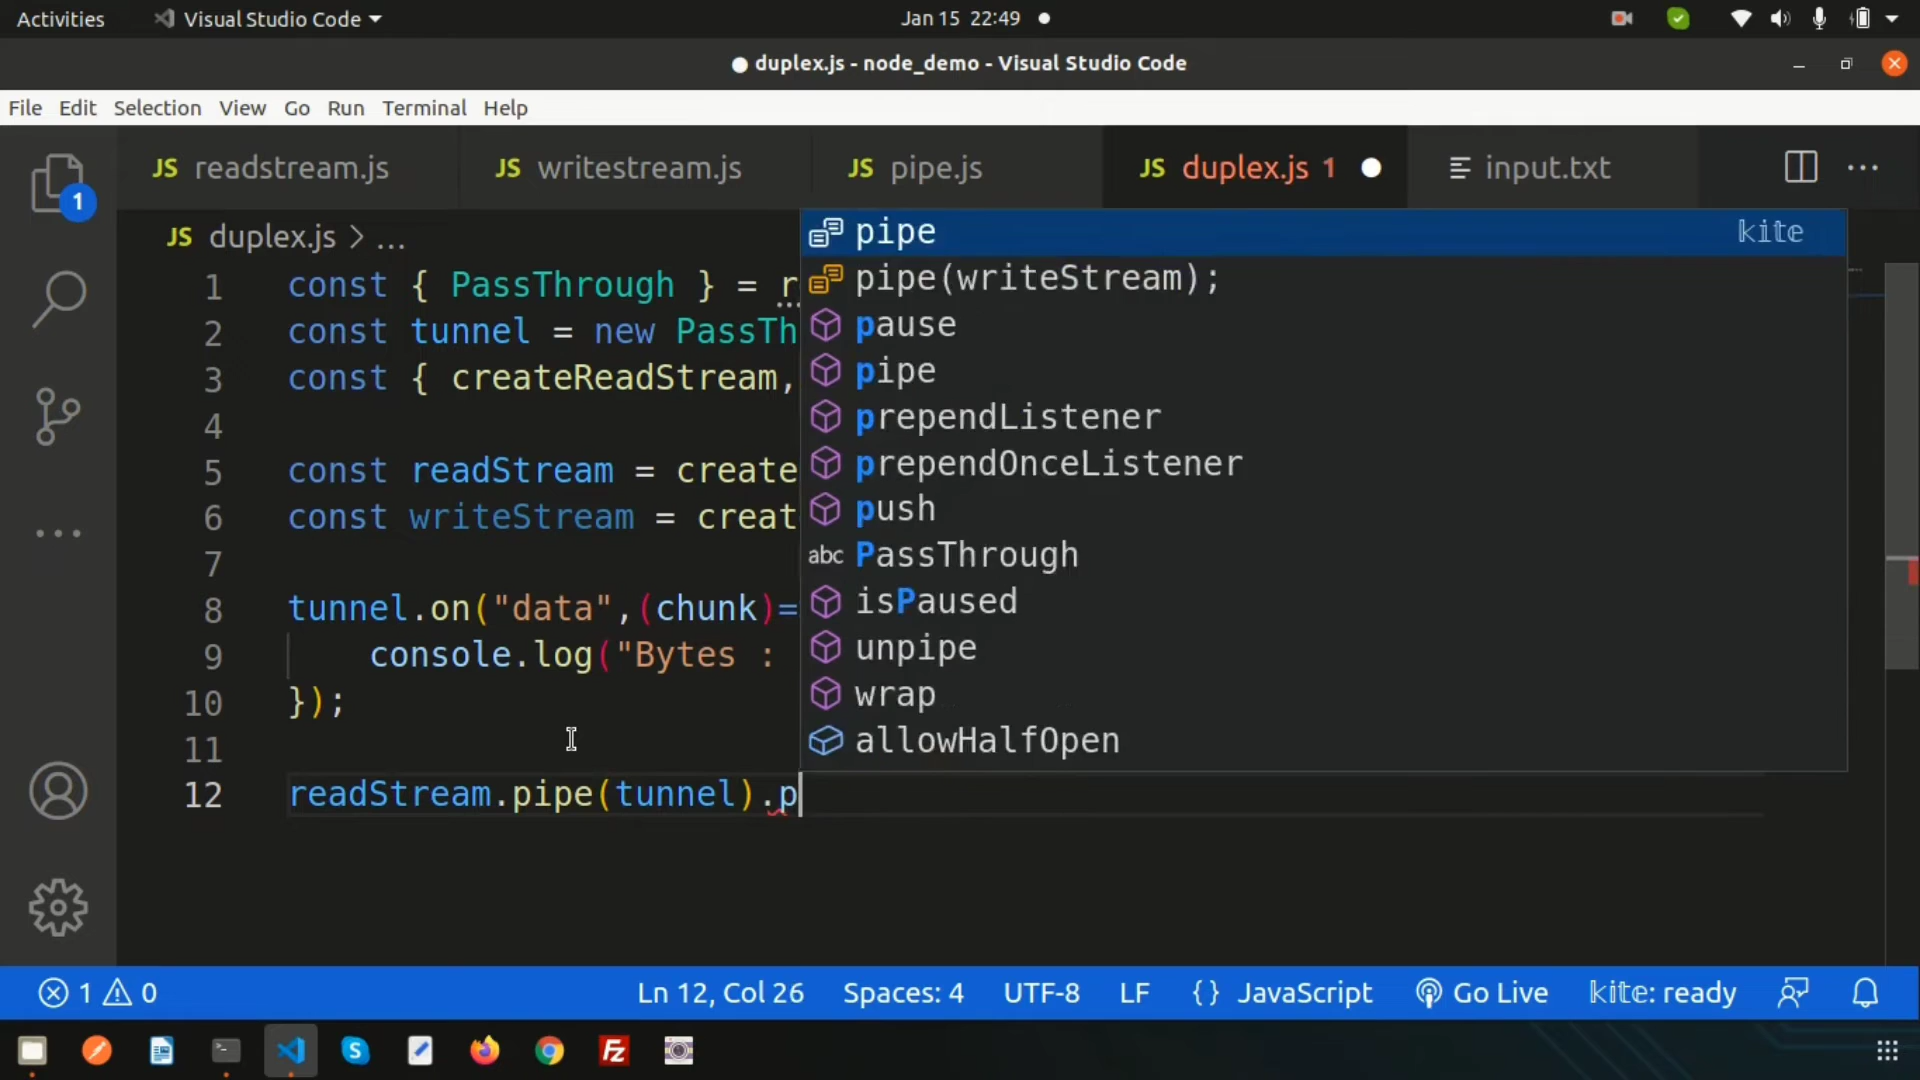 Activities
Visual Studio Code
Jan 15 22:49
duplex.js - node_demo - Visual Studio Code
File Edit Selection View Go Run Terminal Help
1
JS readstream.js
JS writestream.js
JS pipe.js
JS duplex.js 1
input.txt
JS duplex.js > ...
1 const { PassThrough } = r
2 const tunnel = new PassTh
3 const { createReadStream,
4
5 const readStream = create
6 const writeStream = creat
7
8 tunnel.on("data",(chunk)=
9 console.log("Bytes :
10 });
11
12 readStream.pipe(tunnel).p
pipe kite
pipe(writeStream);
pause
pipe
prependListener
prependOnceListener
push
abc PassThrough
isPaused
unpipe
wrap
allowHalfOpen
1 0
Ln 12, Col 26
Spaces: 4
UTF-8
LF
{} JavaScript
Go Live
kite: ready
S
Fz